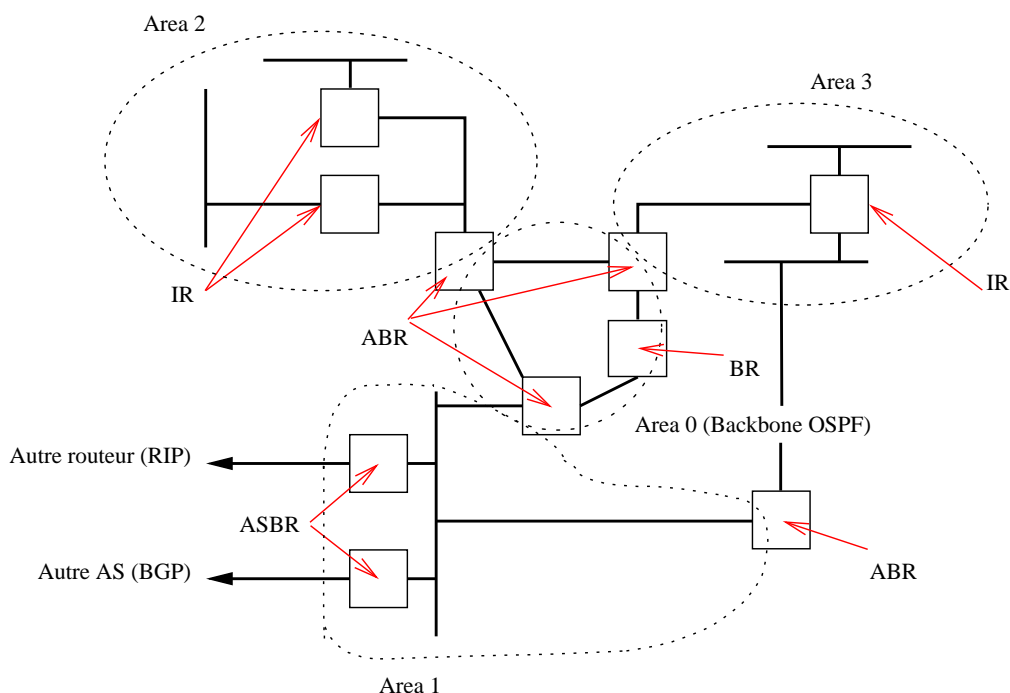 Area 2
Area 3
IR
IR
ABR
BR
Area 0 (Backbone OSPF)
Autre routeur (RIP)
ASBR
Autre AS (BGP)
ABR
Area 1